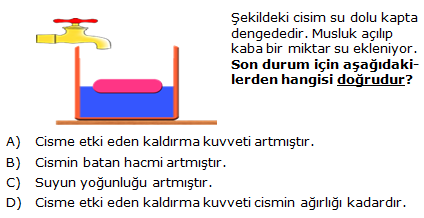 Şekildeki cisim su dolu kapta
dengededir. Musluk açılıp
kaba bir miktar su ekleniyor.
Son durum için aşağıdaki-
lerden hangisi doğrudur?
A) Cisme etki eden kaldırma kuvveti artmıştır.
B) Cismin batan hacmi artmıştır.
C) Suyun yoğunluğu artmıştır.
D) Cisme etki eden kaldırma kuvveti cismin ağırlığı kadardır.